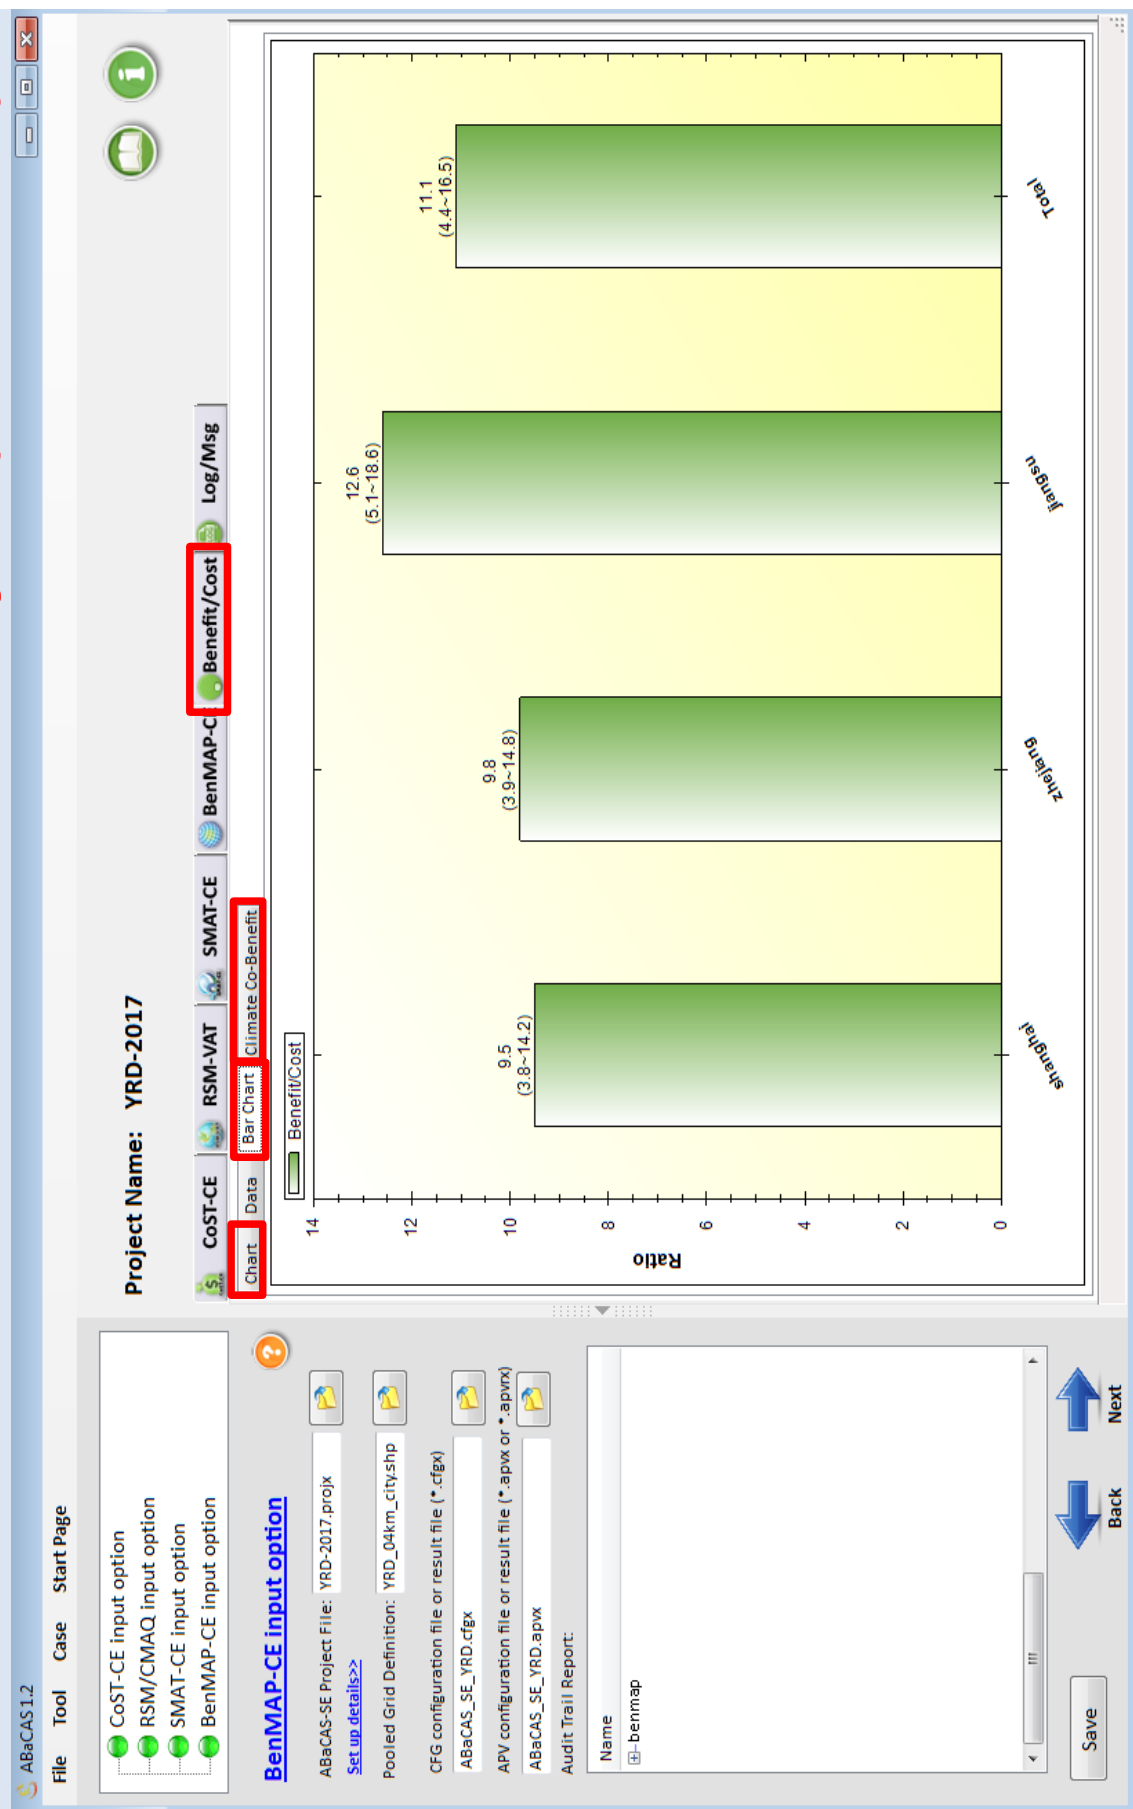 ABaCAS 1.2
File Tool Case Start Page
CoST-CE input option
RSM/CMAQ input option
SMAT-CE input option
BenMAP-CE input option
BenMAP-CE input option
ABaCAS-SE Project File: YRD-2017.projx
Set up details>>
Pooled Grid Definition: YRD_04km_city.shp
CFG configuration file or result file (*.cfgx)
ABaCAS_SE_YRD.cfgx
APV configuration file or result file (*.apvx or *.apvrx)
ABaCAS_SE_YRD.apvx
Audit Trail Report:
Name
benmap
Save
Back
Next
Project Name: YRD-2017
CoST-CE RSM-VAT SMAT-CE BenMAP-C Benefit/Cost Log/Msg
Chart Data Bar Chart Climate Co-Benefit
Benefit/Cost
Ratio
14
12
10
8
6
4
2
0
9.5
(3.8~14.2)
9.8
(3.9~14.8)
12.6
(5.1~18.6)
11.1
(4.4~16.5)
shanghai
zhejiang
jiangsu
Total